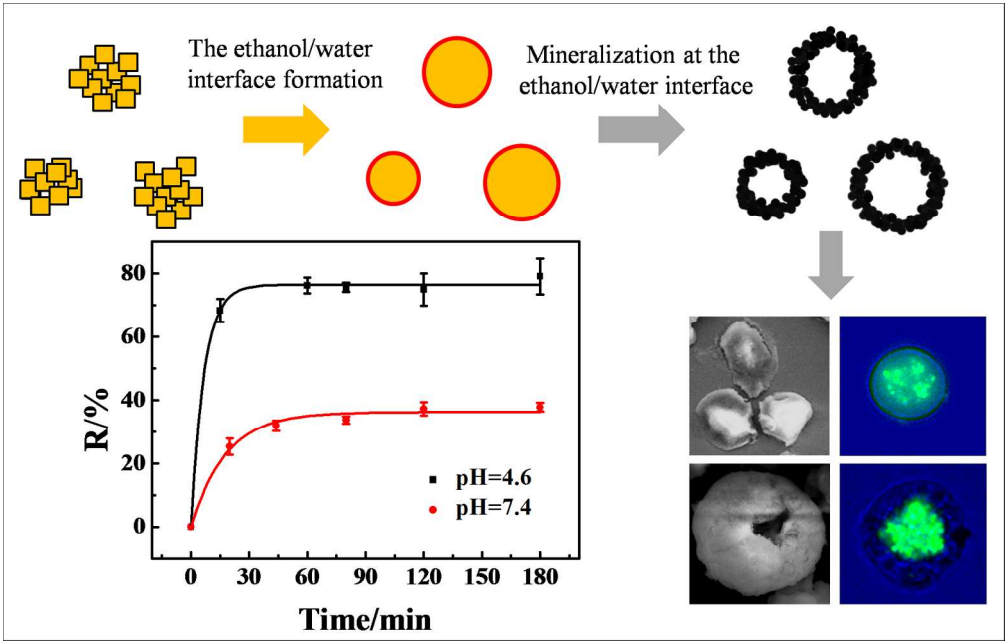 The ethanol/water
interface formation
Mineralization at the
ethanol/water interface
R/%
80
60
40
20
0
pH=4.6
pH=7.4
0 30 60 90 120 150 180
Time/min